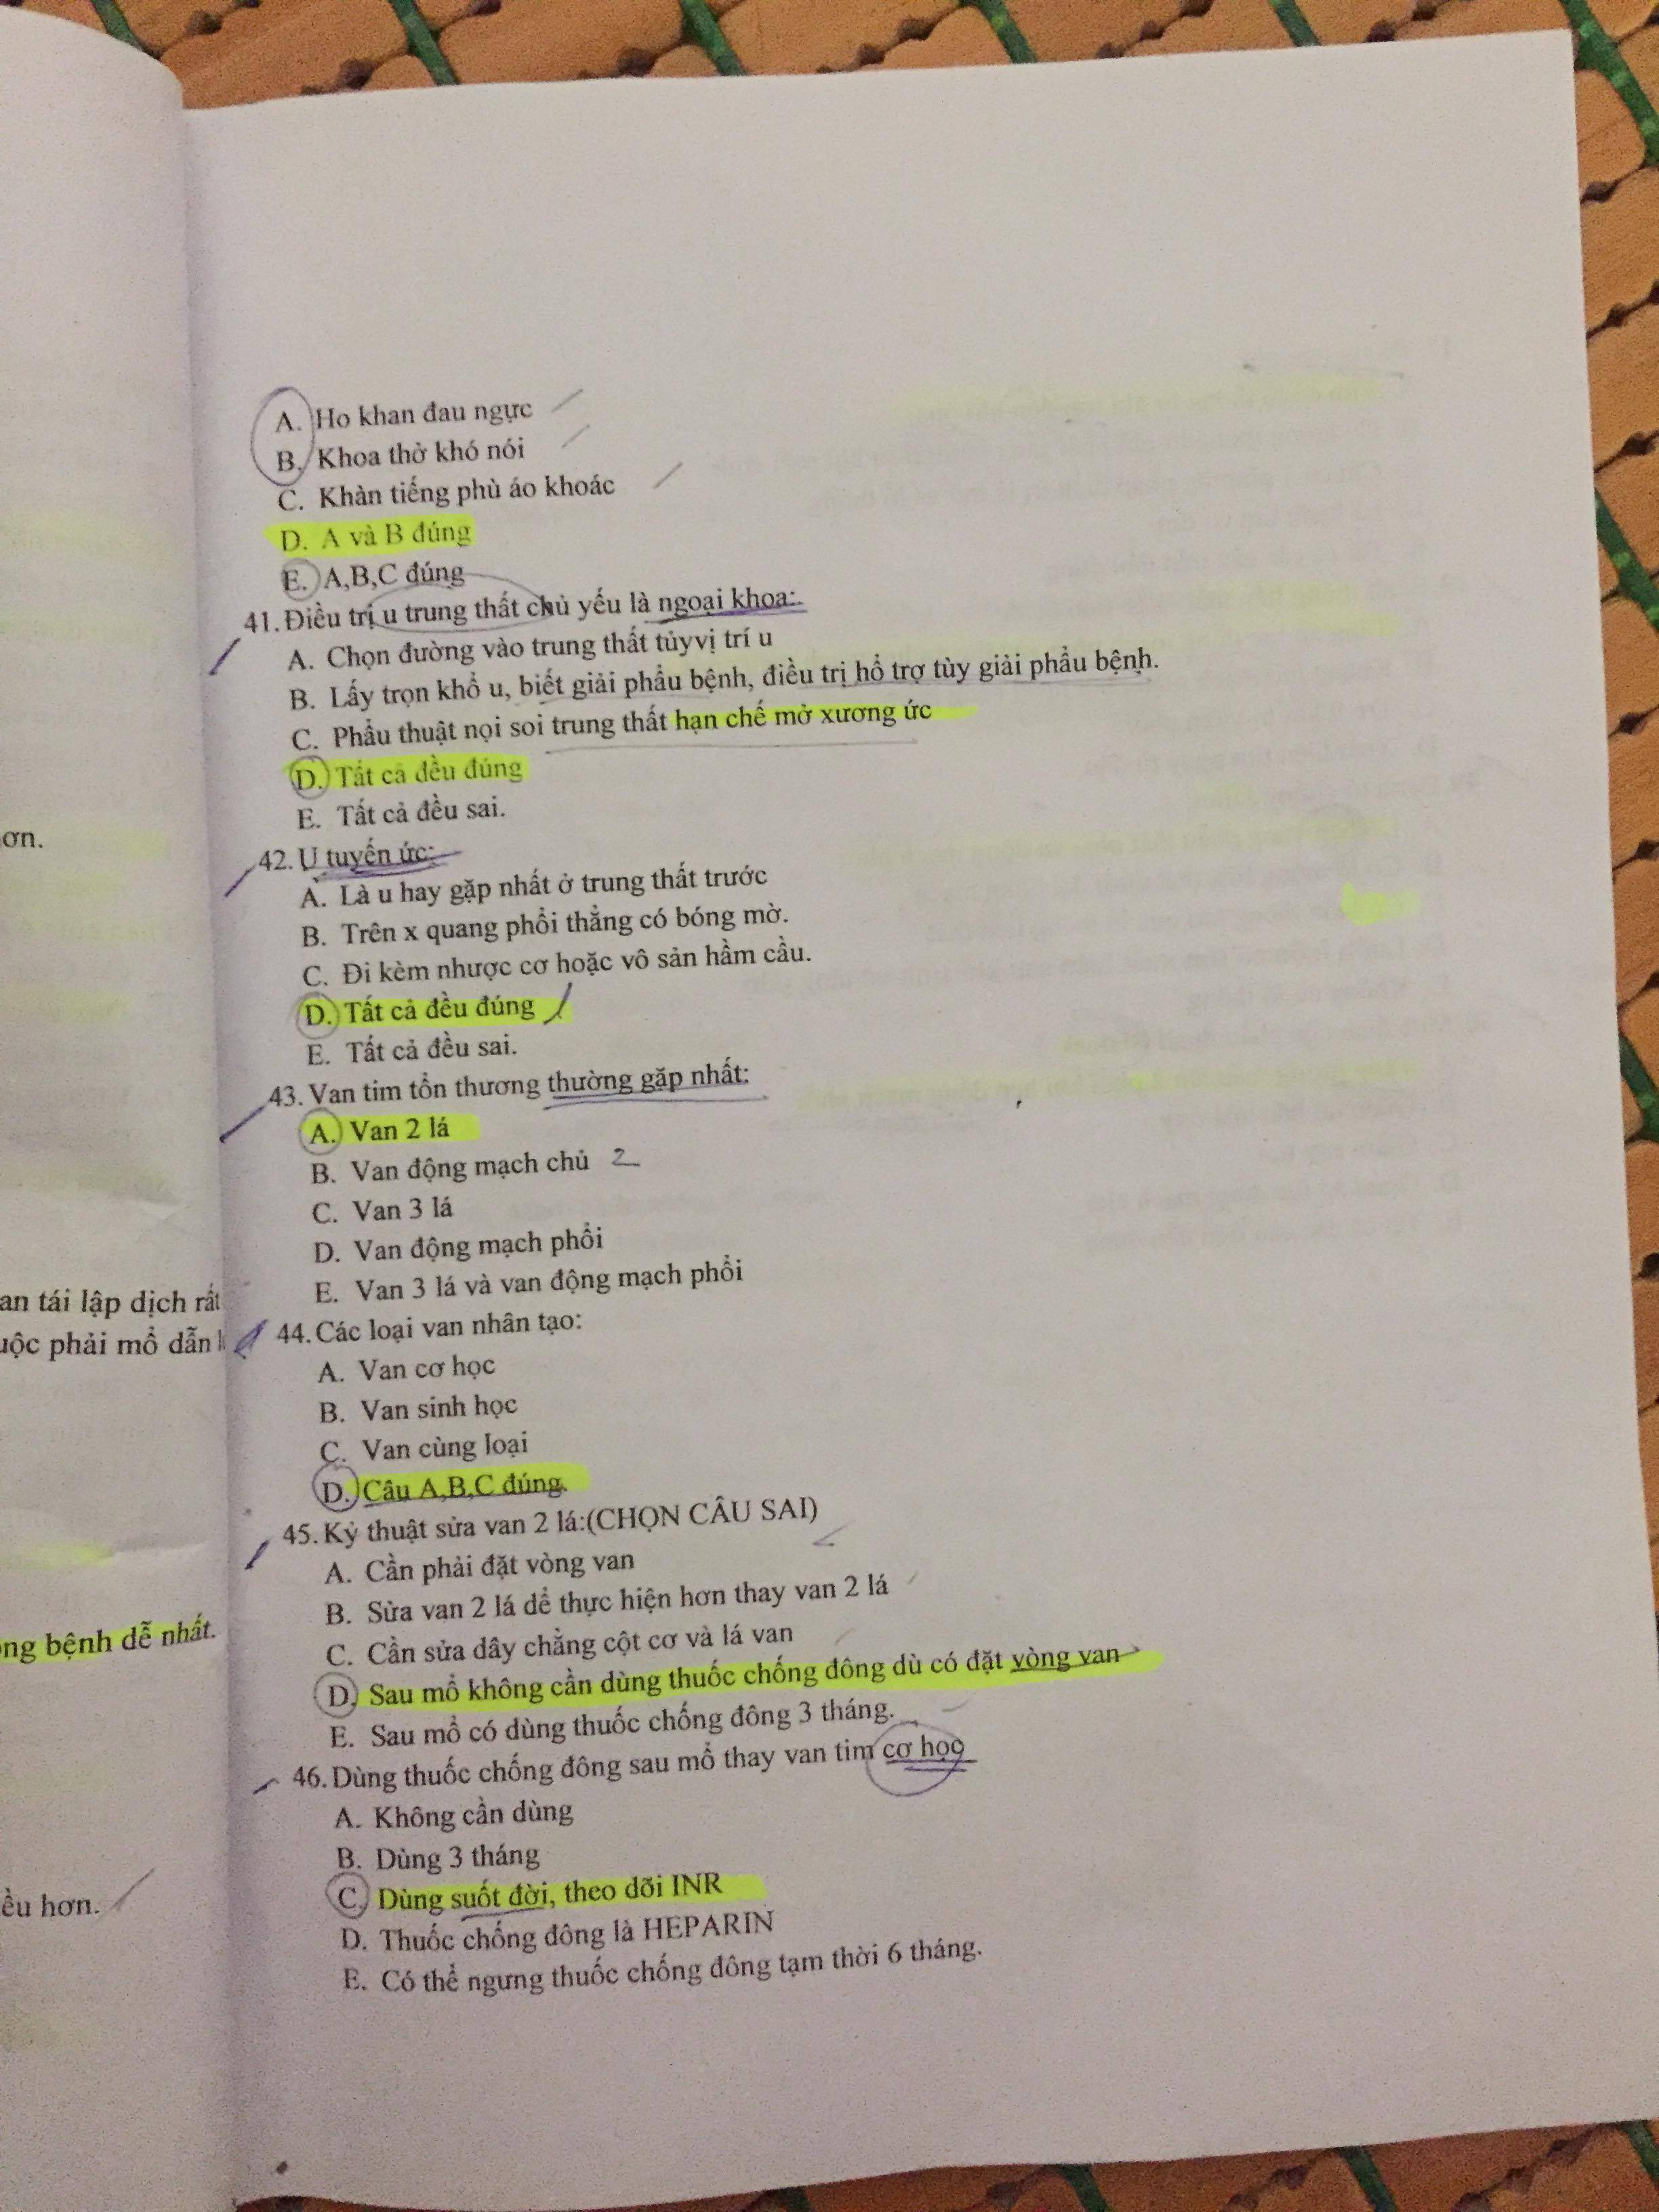 A. Ho khan đau ngực
B. Khoa thở khó nói
C. Khàn tiếng phù áo khoác
D. A và B đúng
E. A,B,C đúng
41. Điều trị u trung thất chủ yếu là ngoại khoa:
A. Chọn đường vào trung thất tủyvị trí u
B. Lấy trọn khổ u, biết giải phẩu bệnh, điều trị hổ trợ tùy giải phẩu bệnh.
C. Phẩu thuật nọi soi trung thất hạn chế mở xương ức
D. Tất cả đều đúng
E. Tất cả đều sai.
42. U tuyến ức:
A. Là u hay gặp nhất ở trung thất trước
B. Trên x quang phổi thẳng có bóng mờ.
C. Đi kèm nhược cơ hoặc vô sản hầm cầu.
D. Tất cả đều đúng
E. Tất cả đều sai.
43. Van tim tổn thương thường gặp nhất:
A. Van 2 lá
B. Van động mạch chủ 2
C. Van 3 lá
D. Van động mạch phổi
E. Van 3 lá và van động mạch phổi
44. Các loại van nhân tạo:
A. Van cơ học
B. Van sinh học
C. Van cùng loại
D. Câu A,B,C đúng.
45. Kỷ thuật sửa van 2 lá:(CHỌN CÂU SAI)
A. Cần phải đặt vòng van
B. Sửa van 2 lá dể thực hiện hơn thay van 2 lá
C. Cần sửa dây chằng cột cơ và lá van
D. Sau mổ không cần dùng thuốc chống đông dù có đặt vòng van
E. Sau mổ có dùng thuốc chống đông 3 tháng.
46. Dùng thuốc chống đông sau mổ thay van tim cơ học
A. Không cần dùng
B. Dùng 3 tháng
C. Dùng suốt đời, theo dõi INR
D. Thuốc chống đông là HEPARIN
E. Có thể ngưng thuốc chống đông tạm thời 6 tháng.
ơn.
an tái lập dịch rất
uộc phải mổ dẫn l
ong bệnh dễ nhất.
ều hơn.